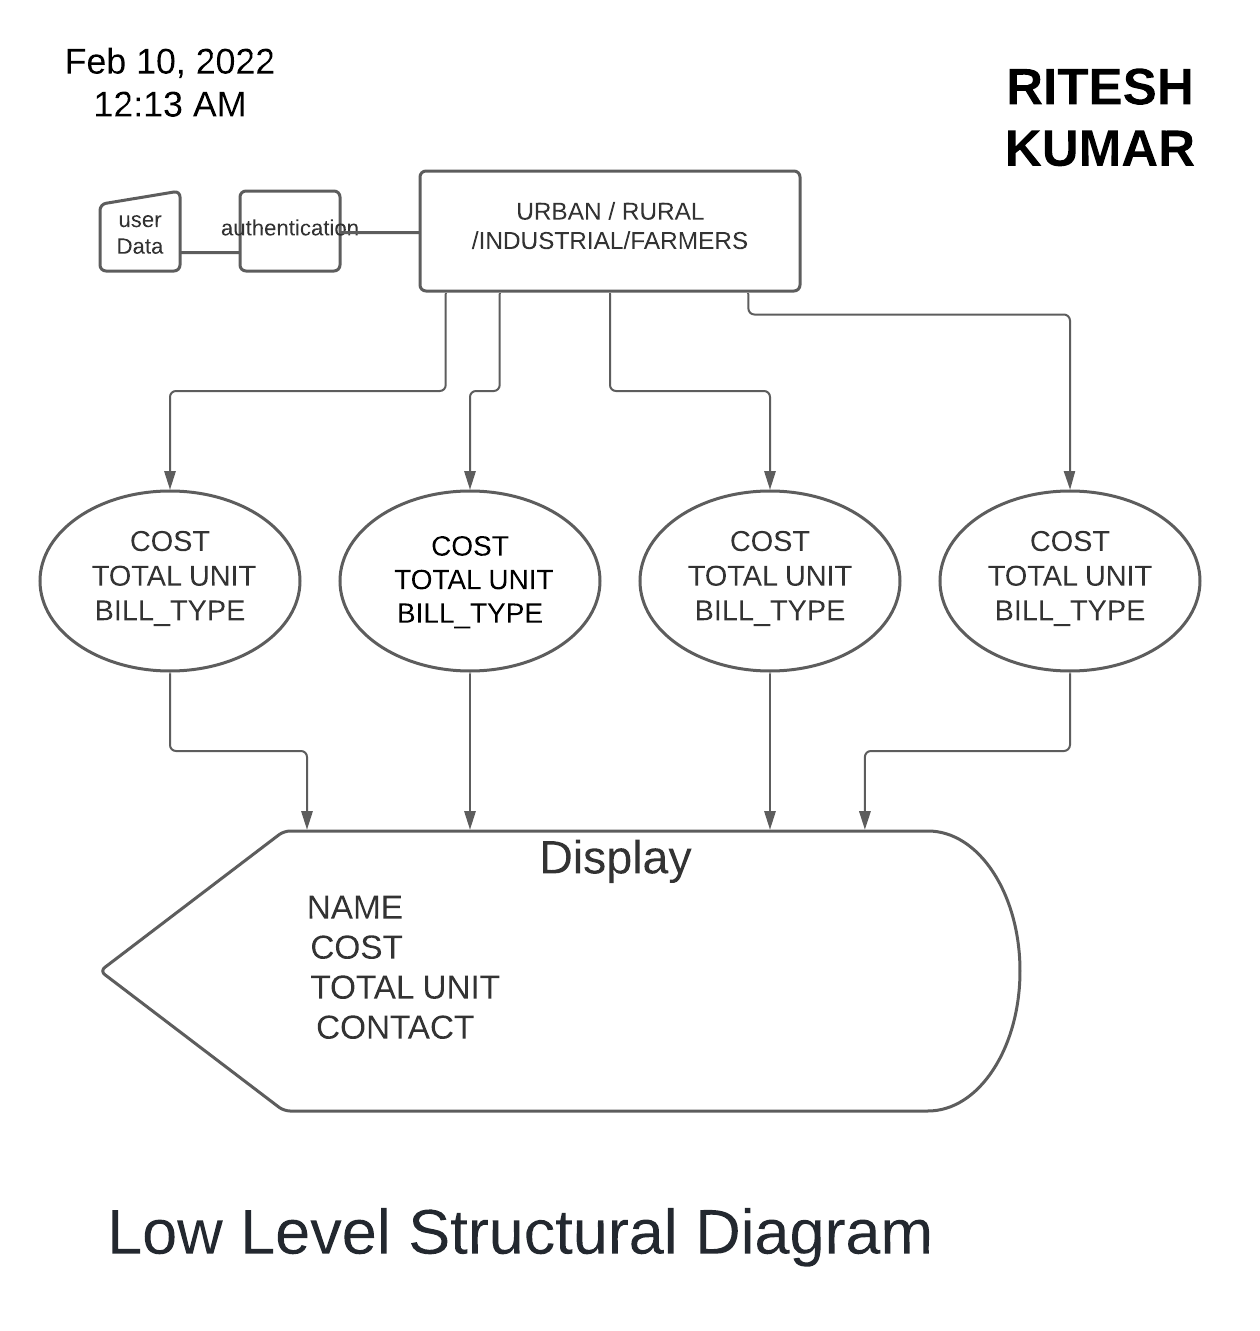 Feb 10, 2022
12:13 AM
RITESH
KUMAR
user
Data
authentication
URBAN / RURAL
/INDUSTRIAL/FARMERS
COST
TOTAL UNIT
BILL_TYPE
COST
TOTAL UNIT
BILL_TYPE
COST
TOTAL UNIT
BILL_TYPE
COST
TOTAL UNIT
BILL_TYPE
Display
NAME
COST
TOTAL UNIT
CONTACT
Low Level Structural Diagram